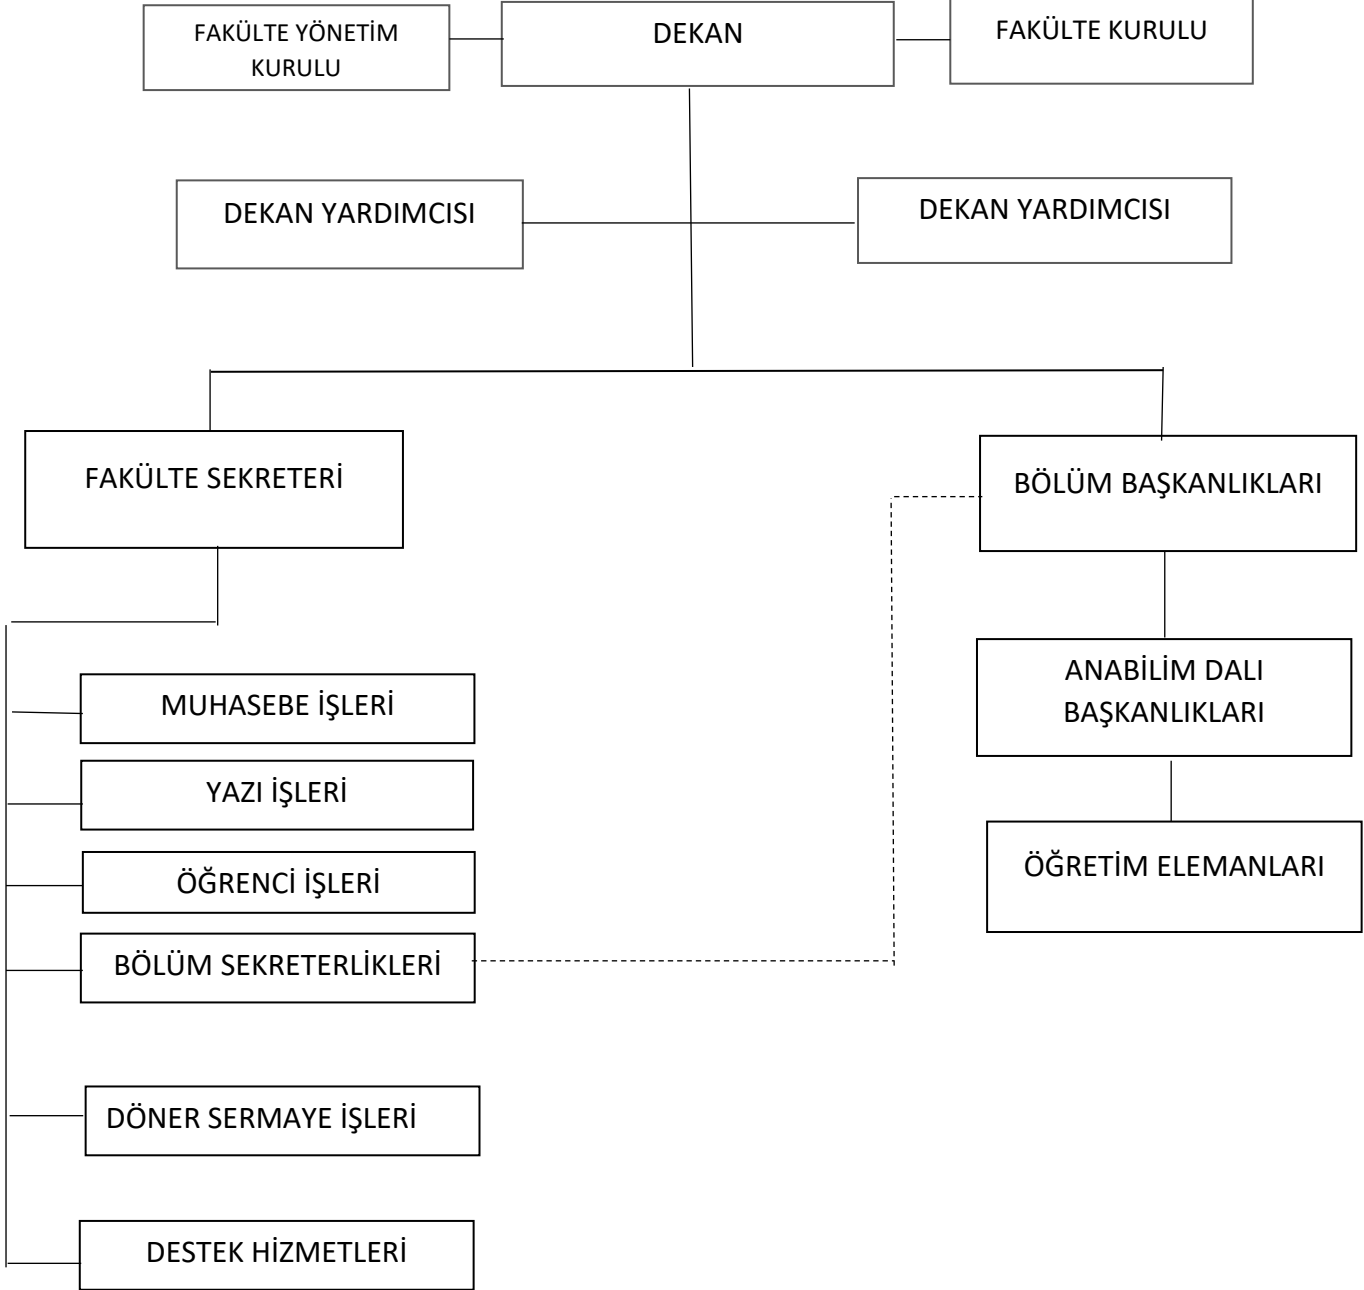 FAKÜLTE YÖNETİM
KURULU
DEKAN
FAKÜLTE KURULU
DEKAN YARDIMCISI
DEKAN YARDIMCISI
FAKÜLTE SEKRETERİ
BÖLÜM BAŞKANLIKLARI
ANABİLİM DALI
BAŞKANLIKLARI
MUHASEBE İŞLERİ
YAZI İŞLERİ
ÖĞRETİM ELEMANLARI
ÖĞRENCİ İŞLERİ
BÖLÜM SEKRETERLİKLERİ
DÖNER SERMAYE İŞLERİ
DESTEK HİZMETLERİ